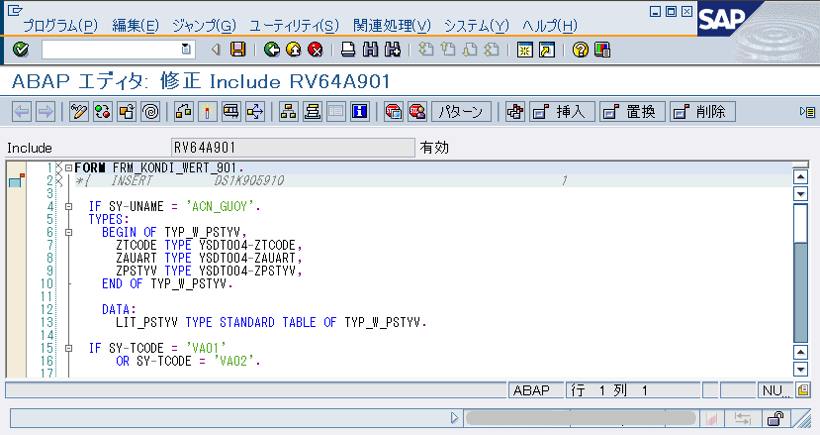 プログラム(P) 編集(E) ジャンプ(G) ユーティリティ(S) 関連処理(V) システム(Y) ヘルプ(H)
SAP
ABAP エディタ: 修正 Include RV64A901
パターン 挿入 置換 削除
Include RV64A901 有効
1 FORM FRM_KONDI_WERT_901.
2 *{   INSERT         DS1K905910                                        1
3
4 IF SY-UNAME = 'ACN_GUOY'.
5 TYPES:
6 BEGIN OF TYP_W_PSTYV,
7 ZTCODE TYPE YSDT004-ZTCODE,
8 ZAUART TYPE YSDT004-ZAUART,
9 ZPSTYV TYPE YSDT004-ZPSTYV,
10 END OF TYP_W_PSTYV.
11
12 DATA:
13 LIT_PSTYV TYPE STANDARD TABLE OF TYP_W_PSTYV.
14
15 IF SY-TCODE = 'VA01'
16 OR SY-TCODE = 'VA02'.
17
ABAP 行 1 列 1 NU...